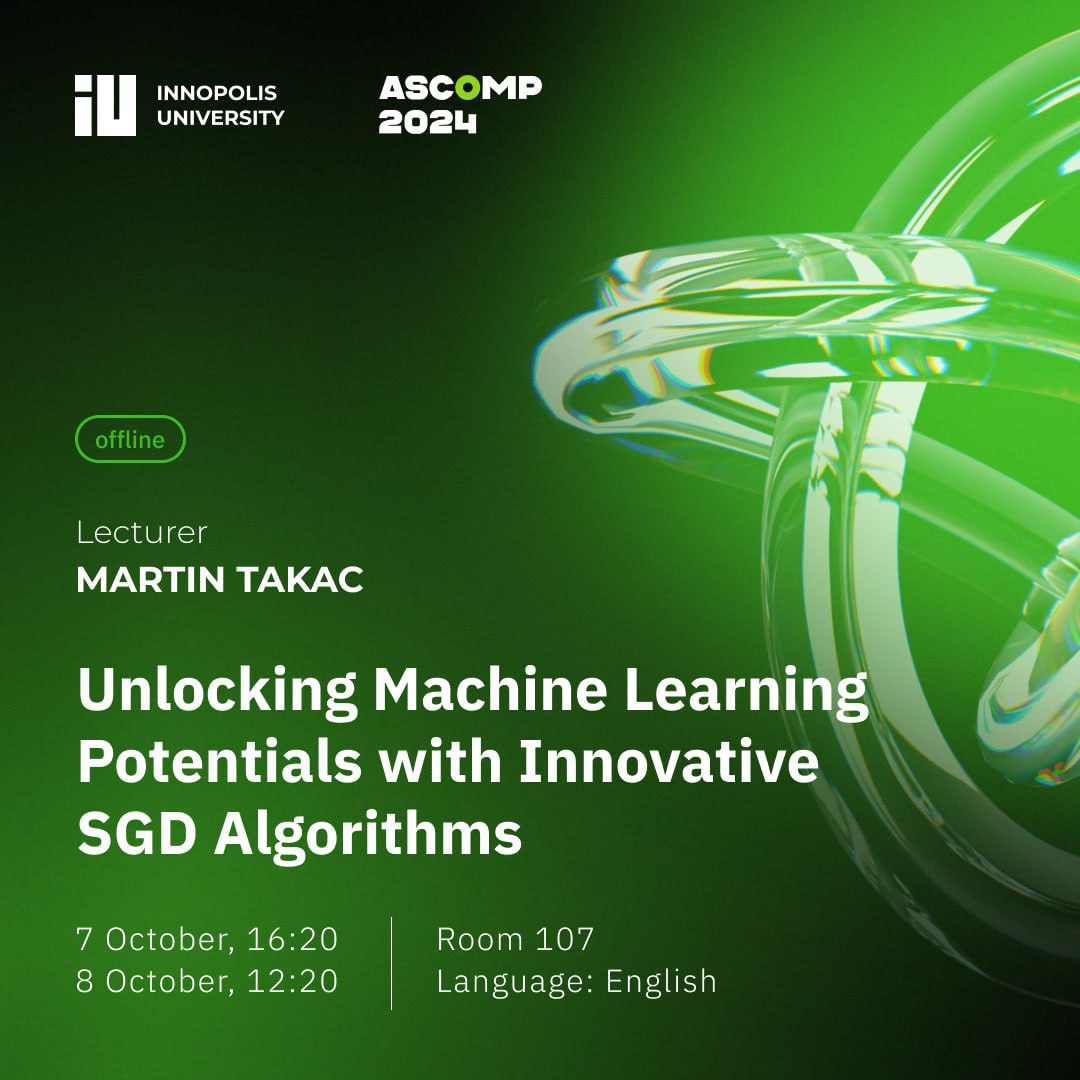 iU
INNOPOLIS
UNIVERSITY
ASCOMP
2024
offline
Lecturer
MARTIN TAKAC
Unlocking Machine Learning
Potentials with Innovative
SGD Algorithms
7 October, 16:20
8 October, 12:20
Room 107
Language: English